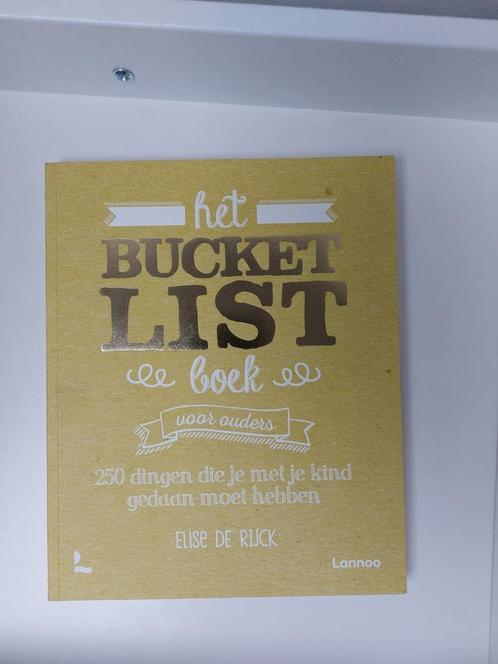 het
BUCKET
LIST
boek
voor ouders
250 dingen die je met je kind
gedaan moet hebben
ELISE DE RIJCK
L
Lannoo